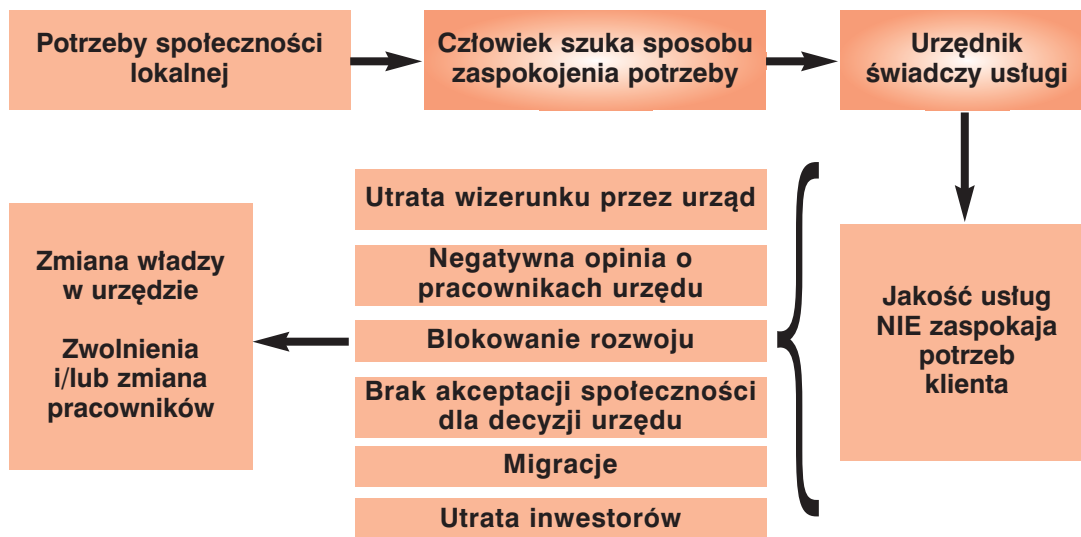 Potrzeby społeczności
lokalnej
Człowiek szuka sposobu
zaspokojenia potrzeby
Urzędnik
świadczy usługi
Jakość usług
NIE zaspokaja
potrzeb
klienta
Utrata wizerunku przez urząd
Negatywna opinia o
pracownikach urzędu
Blokowanie rozwoju
Brak akceptacji społeczności
dla decyzji urzędu
Migracje
Utrata inwestorów
Zmiana władzy
w urzędzie
Zwolnienia
i/lub zmiana
pracowników